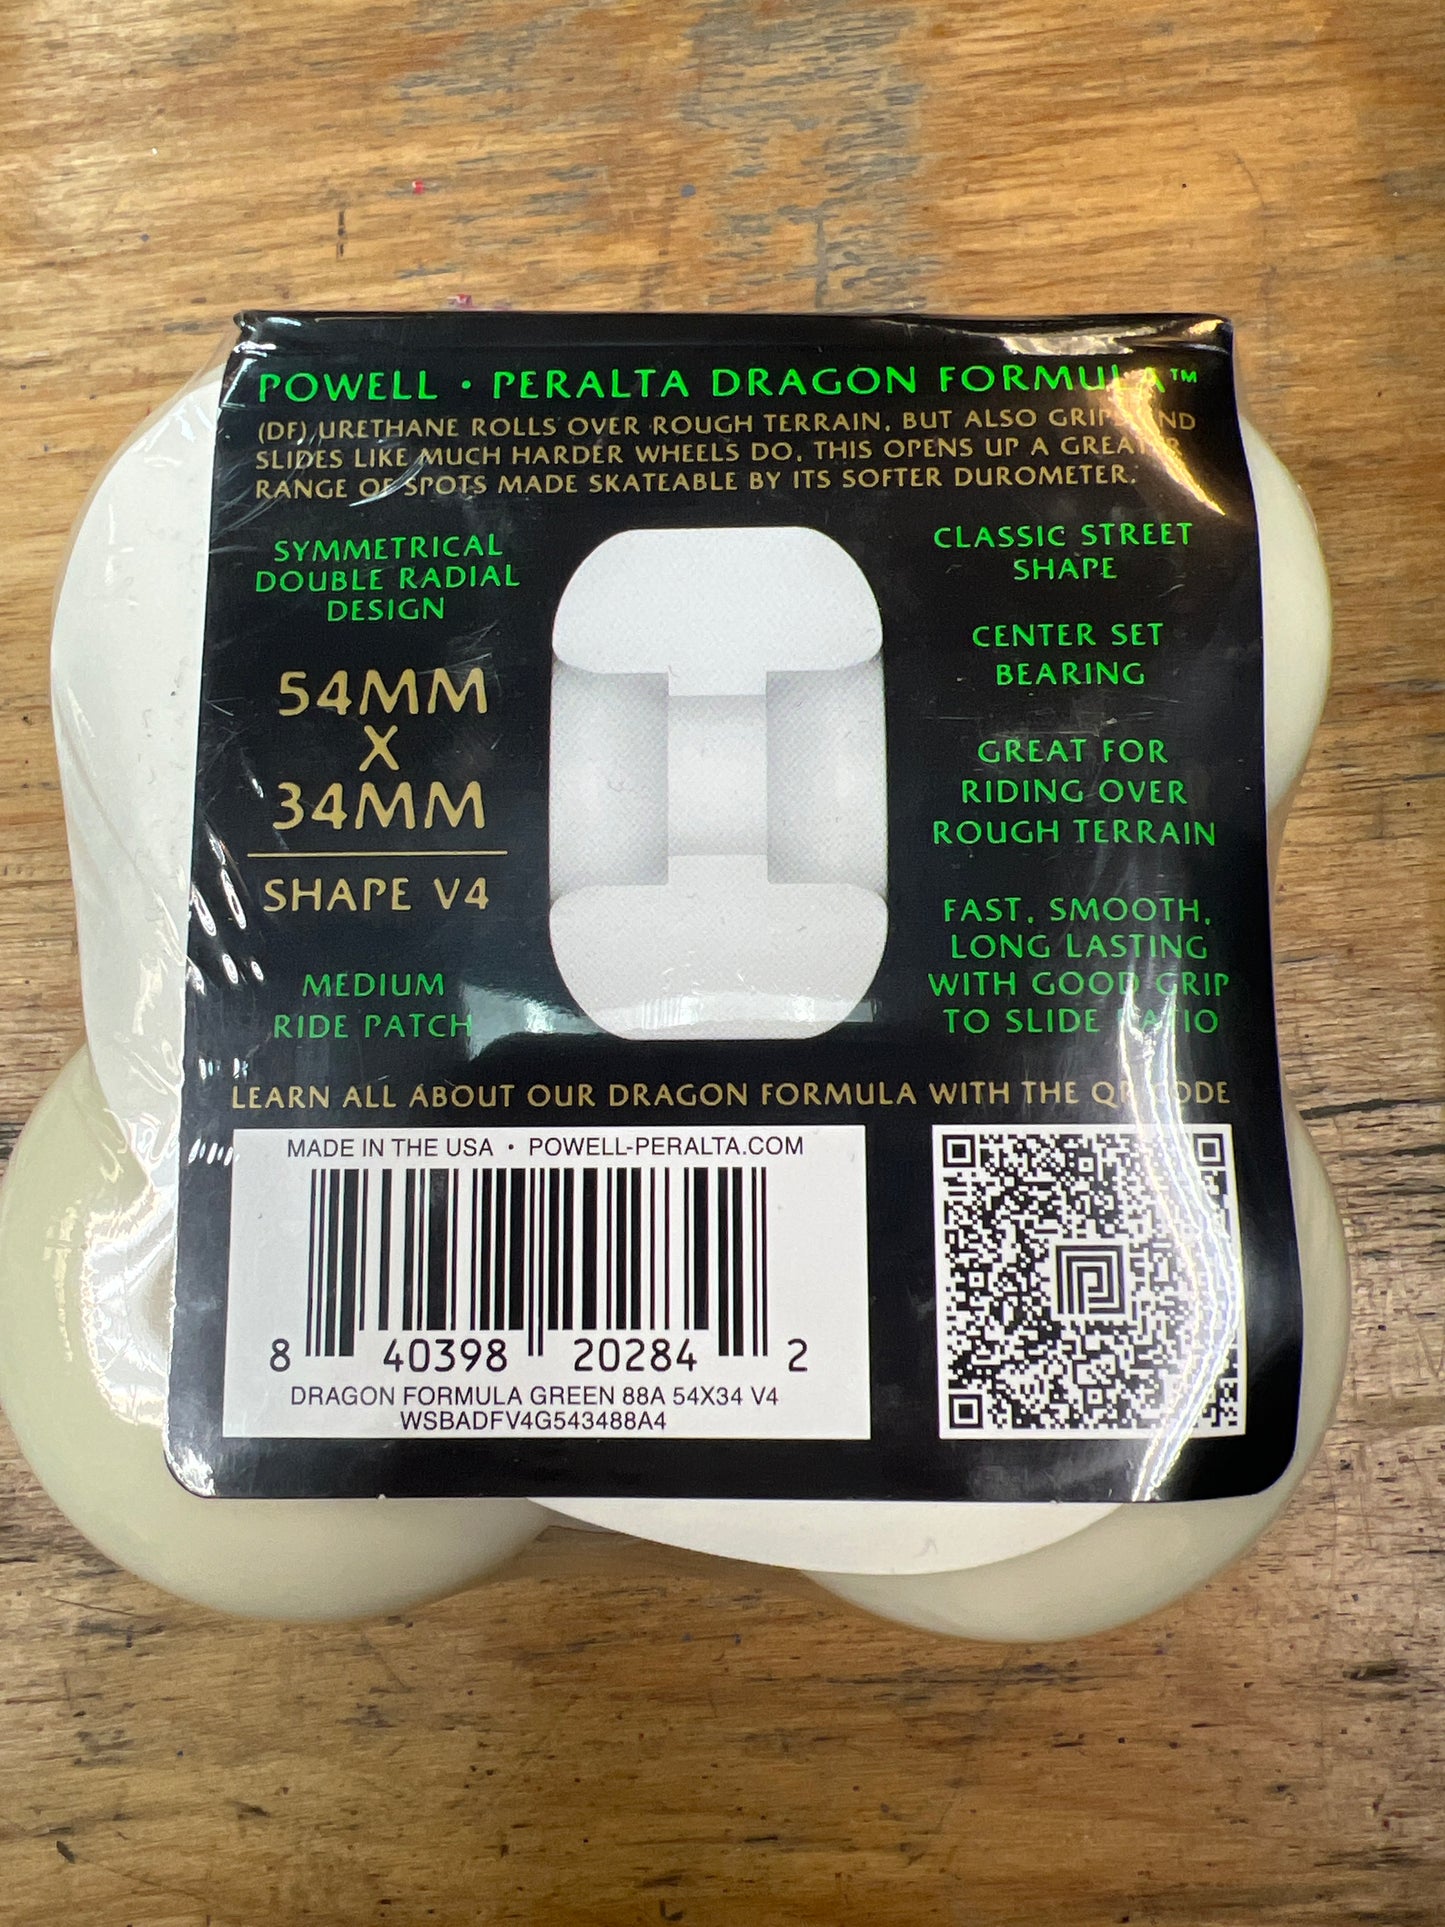 POWELL • PERALTA DRAGON FORMULA™
(DF) URETHANE ROLLS OVER ROUGH TERRAIN, BUT ALSO GRIPS AND
SLIDES LIKE MUCH HARDER WHEELS DO. THIS OPENS UP A GREATER
RANGE OF SPOTS MADE SKATEABLE BY ITS SOFTER DUROMETER.
SYMMETRICAL
DOUBLE RADIAL
DESIGN
54MM
X
34MM
SHAPE V4
MEDIUM
RIDE PATCH
CLASSIC STREET
SHAPE
CENTER SET
BEARING
GREAT FOR
RIDING OVER
ROUGH TERRAIN
FAST, SMOOTH,
LONG LASTING
WITH GOOD GRIP
TO SLIDE RATIO
LEARN ALL ABOUT OUR DRAGON FORMULA WITH THE QR CODE
MADE IN THE USA • POWELL-PERALTA.COM
8 40398 20284 2
DRAGON FORMULA GREEN 88A 54X34 V4
WSBADFV4G543488A4